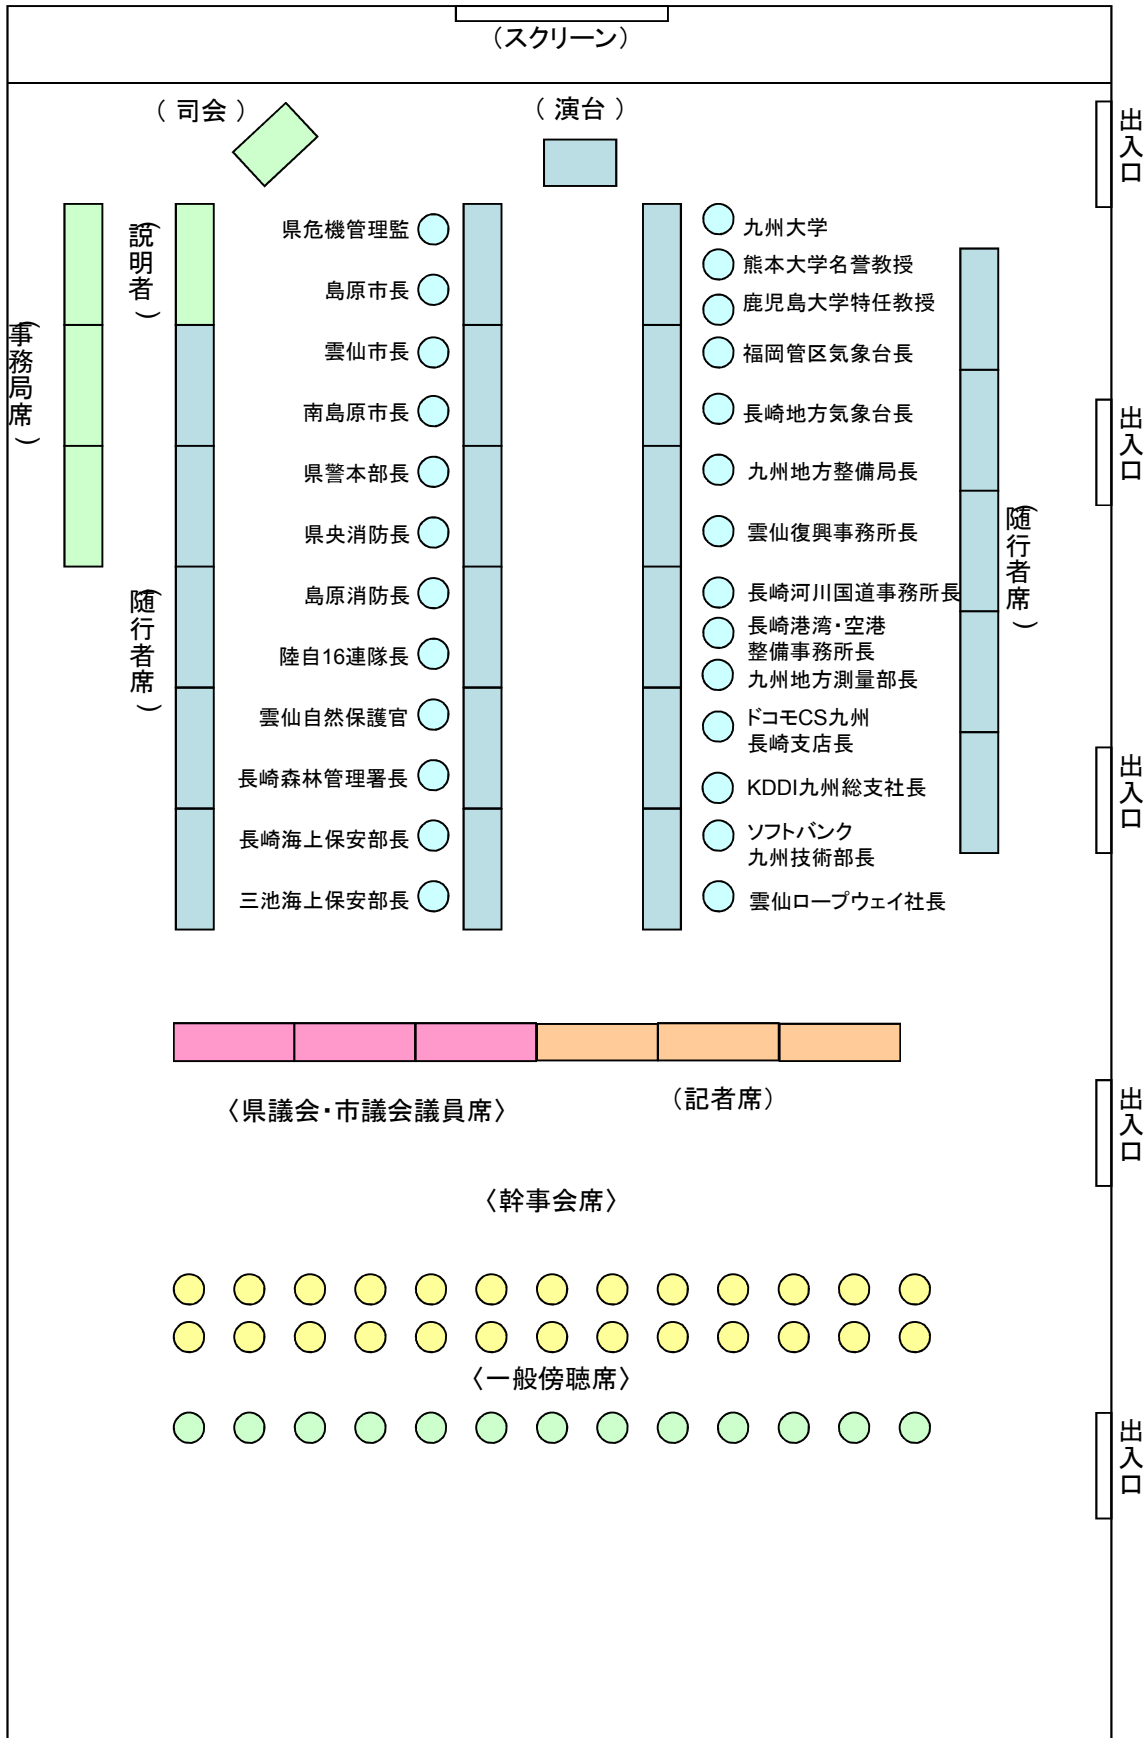 （スクリーン）
（ 司会 ）
（ 演台 ）
出入口
（説明者）
（事務局席）
県危機管理監
島原市長
雲仙市長
南島原市長
県警本部長
県央消防長
島原消防長
陸自16連隊長
雲仙自然保護官
長崎森林管理署長
長崎海上保安部長
三池海上保安部長
（随行者席）
九州大学
熊本大学名誉教授
鹿児島大学特任教授
福岡管区気象台長
長崎地方気象台長
九州地方整備局長
雲仙復興事務所長
長崎河川国道事務所長
長崎港湾・空港
整備事務所長
九州地方測量部長
ドコモCS九州
長崎支店長
KDDI九州総支社長
ソフトバンク
九州技術部長
雲仙ロープウェイ社長
（随行者席）
出入口
出入口
〈県議会・市議会議員席〉
（記者席）
出入口
〈幹事会席〉
〈一般傍聴席〉
出入口